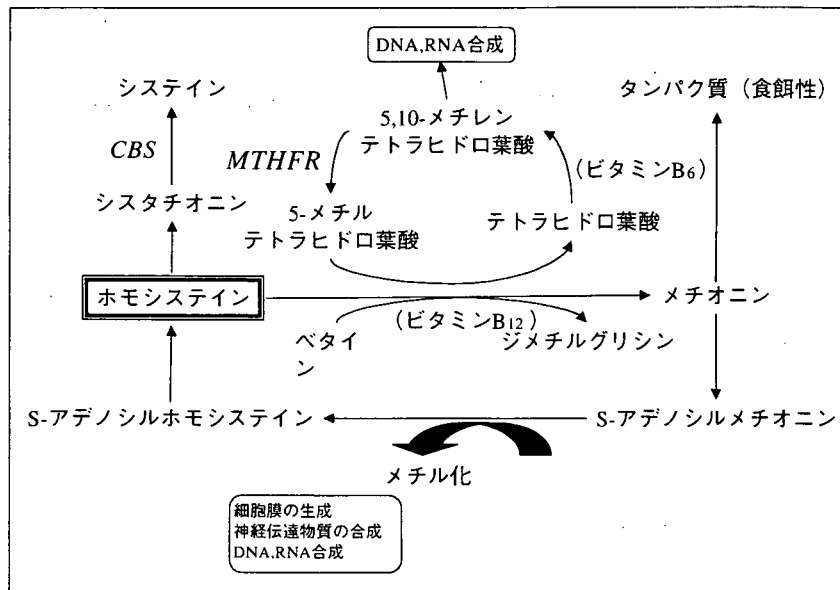 DNA,RNA合成
システイン
タンパク質（食餌性）
5,10-メチレン
テトラヒドロ葉酸
CBS
MTHFR
（ビタミンB6）
シスタチオニン
5-メチル
テトラヒドロ葉酸
テトラヒドロ葉酸
ホモシステイン
メチオニン
（ビタミンB12）
ベタイ
ン
ジメチルグリシン
S-アデノシルホモシステイン
S-アデノシルメチオニン
メチル化
細胞膜の生成
神経伝達物質の合成
DNA,RNA合成